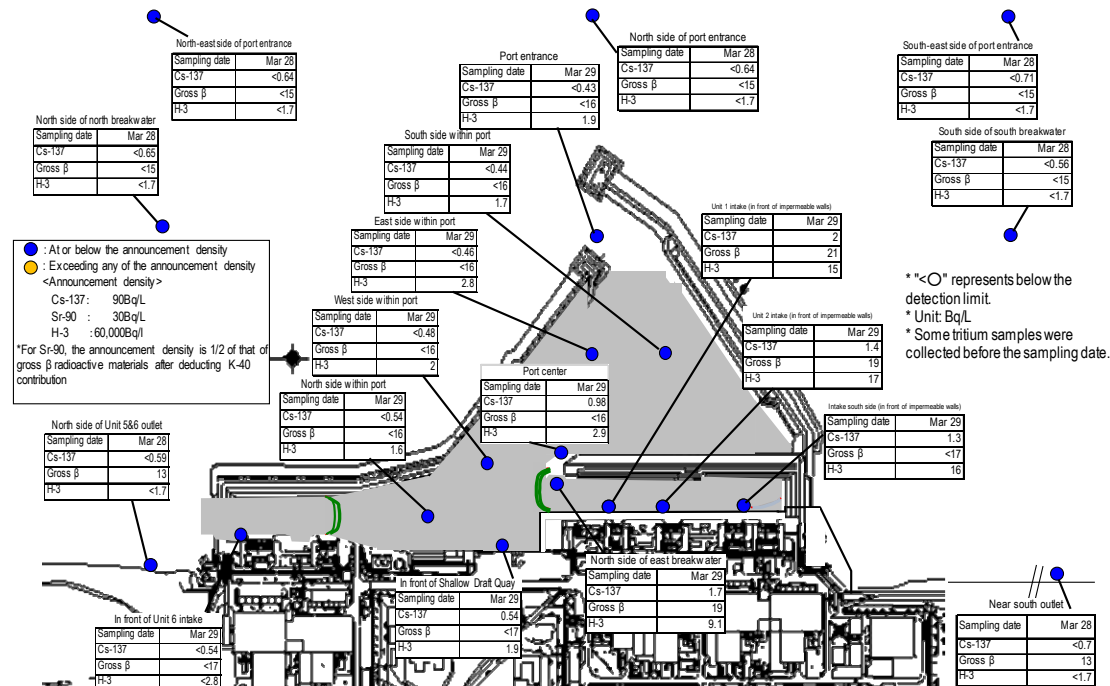 North-east side of port entrance
Sampling date Mar 28
Cs-137 <0.64
Gross β <15
H-3 <1.7
North side of port entrance
Sampling date Mar 28
Cs-137 <0.64
Gross β <15
H-3 <1.7
South-east side of port entrance
Sampling date Mar 28
Cs-137 <0.71
Gross β <15
H-3 <1.7
Port entrance
Sampling date Mar 29
Cs-137 <0.43
Gross β <16
H-3 1.9
North side of north breakwater
Sampling date Mar 28
Cs-137 <0.65
Gross β <15
H-3 <1.7
South side within port
Sampling date Mar 29
Cs-137 <0.44
Gross β <16
H-3 1.7
South side of south breakwater
Sampling date Mar 28
Cs-137 <0.56
Gross β <15
H-3 <1.7
East side within port
Sampling date Mar 29
Cs-137 <0.46
Gross β <16
H-3 2.8
Unit 1 intake (in front of impermeable walls)
Sampling date Mar 29
Cs-137 2
Gross β 21
H-3 15
: At or below the announcement density
: Exceeding any of the announcement density
<Announcement density>
Cs-137: 90Bq/L
Sr-90 : 30Bq/L
H-3 :60,000Bq/l
*For Sr-90, the announcement density is 1/2 of that of
gross β radioactive materials after deducting K-40
contribution
* "<○" represents below the
detection limit.
* Unit: Bq/L
* Some tritium samples were
collected before the sampling date.
West side within port
Sampling date Mar 29
Cs-137 <0.48
Gross β <16
H-3 2
Unit 2 intake (in front of impermeable walls)
Sampling date Mar 29
Cs-137 1.4
Gross β 19
H-3 17
Port center
Sampling date Mar 29
Cs-137 0.98
Gross β <16
H-3 2.9
North side within port
Sampling date Mar 29
Cs-137 <0.54
Gross β <16
H-3 1.6
Intake south side (in front of impermeable walls)
Sampling date Mar 29
Cs-137 1.3
Gross β <17
H-3 16
North side of Unit 5&6 outlet
Sampling date Mar 28
Cs-137 <0.59
Gross β 13
H-3 <1.7
North side of east breakwater
Sampling date Mar 29
Cs-137 1.7
Gross β 19
H-3 9.1
In front of Shallow Draft Quay
Sampling date Mar 29
Cs-137 0.54
Gross β <17
H-3 1.9
In front of Unit 6 intake
Sampling date Mar 29
Cs-137 <0.54
Gross β <17
H-3 <2.8
Near south outlet
Sampling date Mar 28
Cs-137 <0.7
Gross β 13
H-3 <1.7